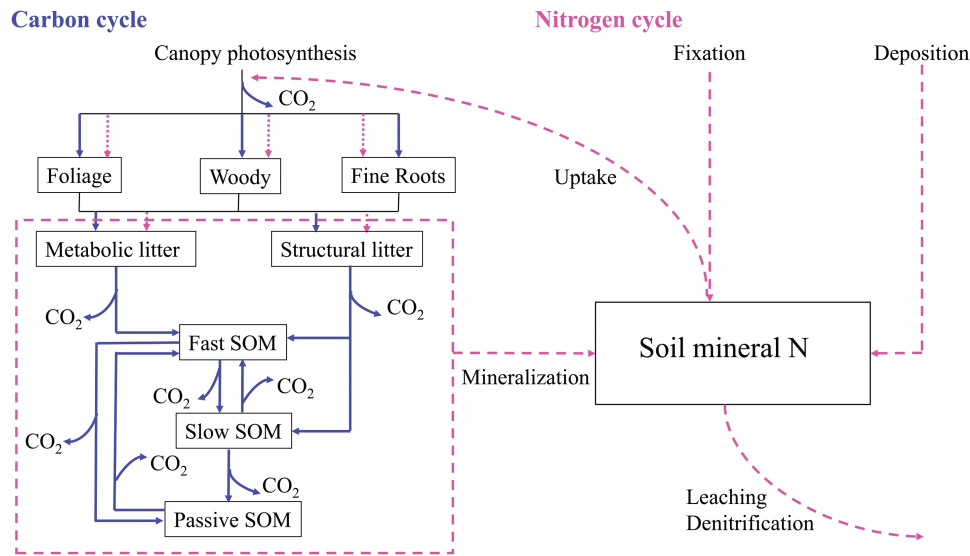 Carbon cycle
Nitrogen cycle
Canopy photosynthesis
Fixation
Deposition
CO2
Foliage
Woody
Fine Roots
Uptake
Metabolic litter
Structural litter
CO2
CO2
Fast SOM
Soil mineral N
Mineralization
CO2
CO2
Slow SOM
CO2
CO2
CO2
Passive SOM
Leaching
Denitrification